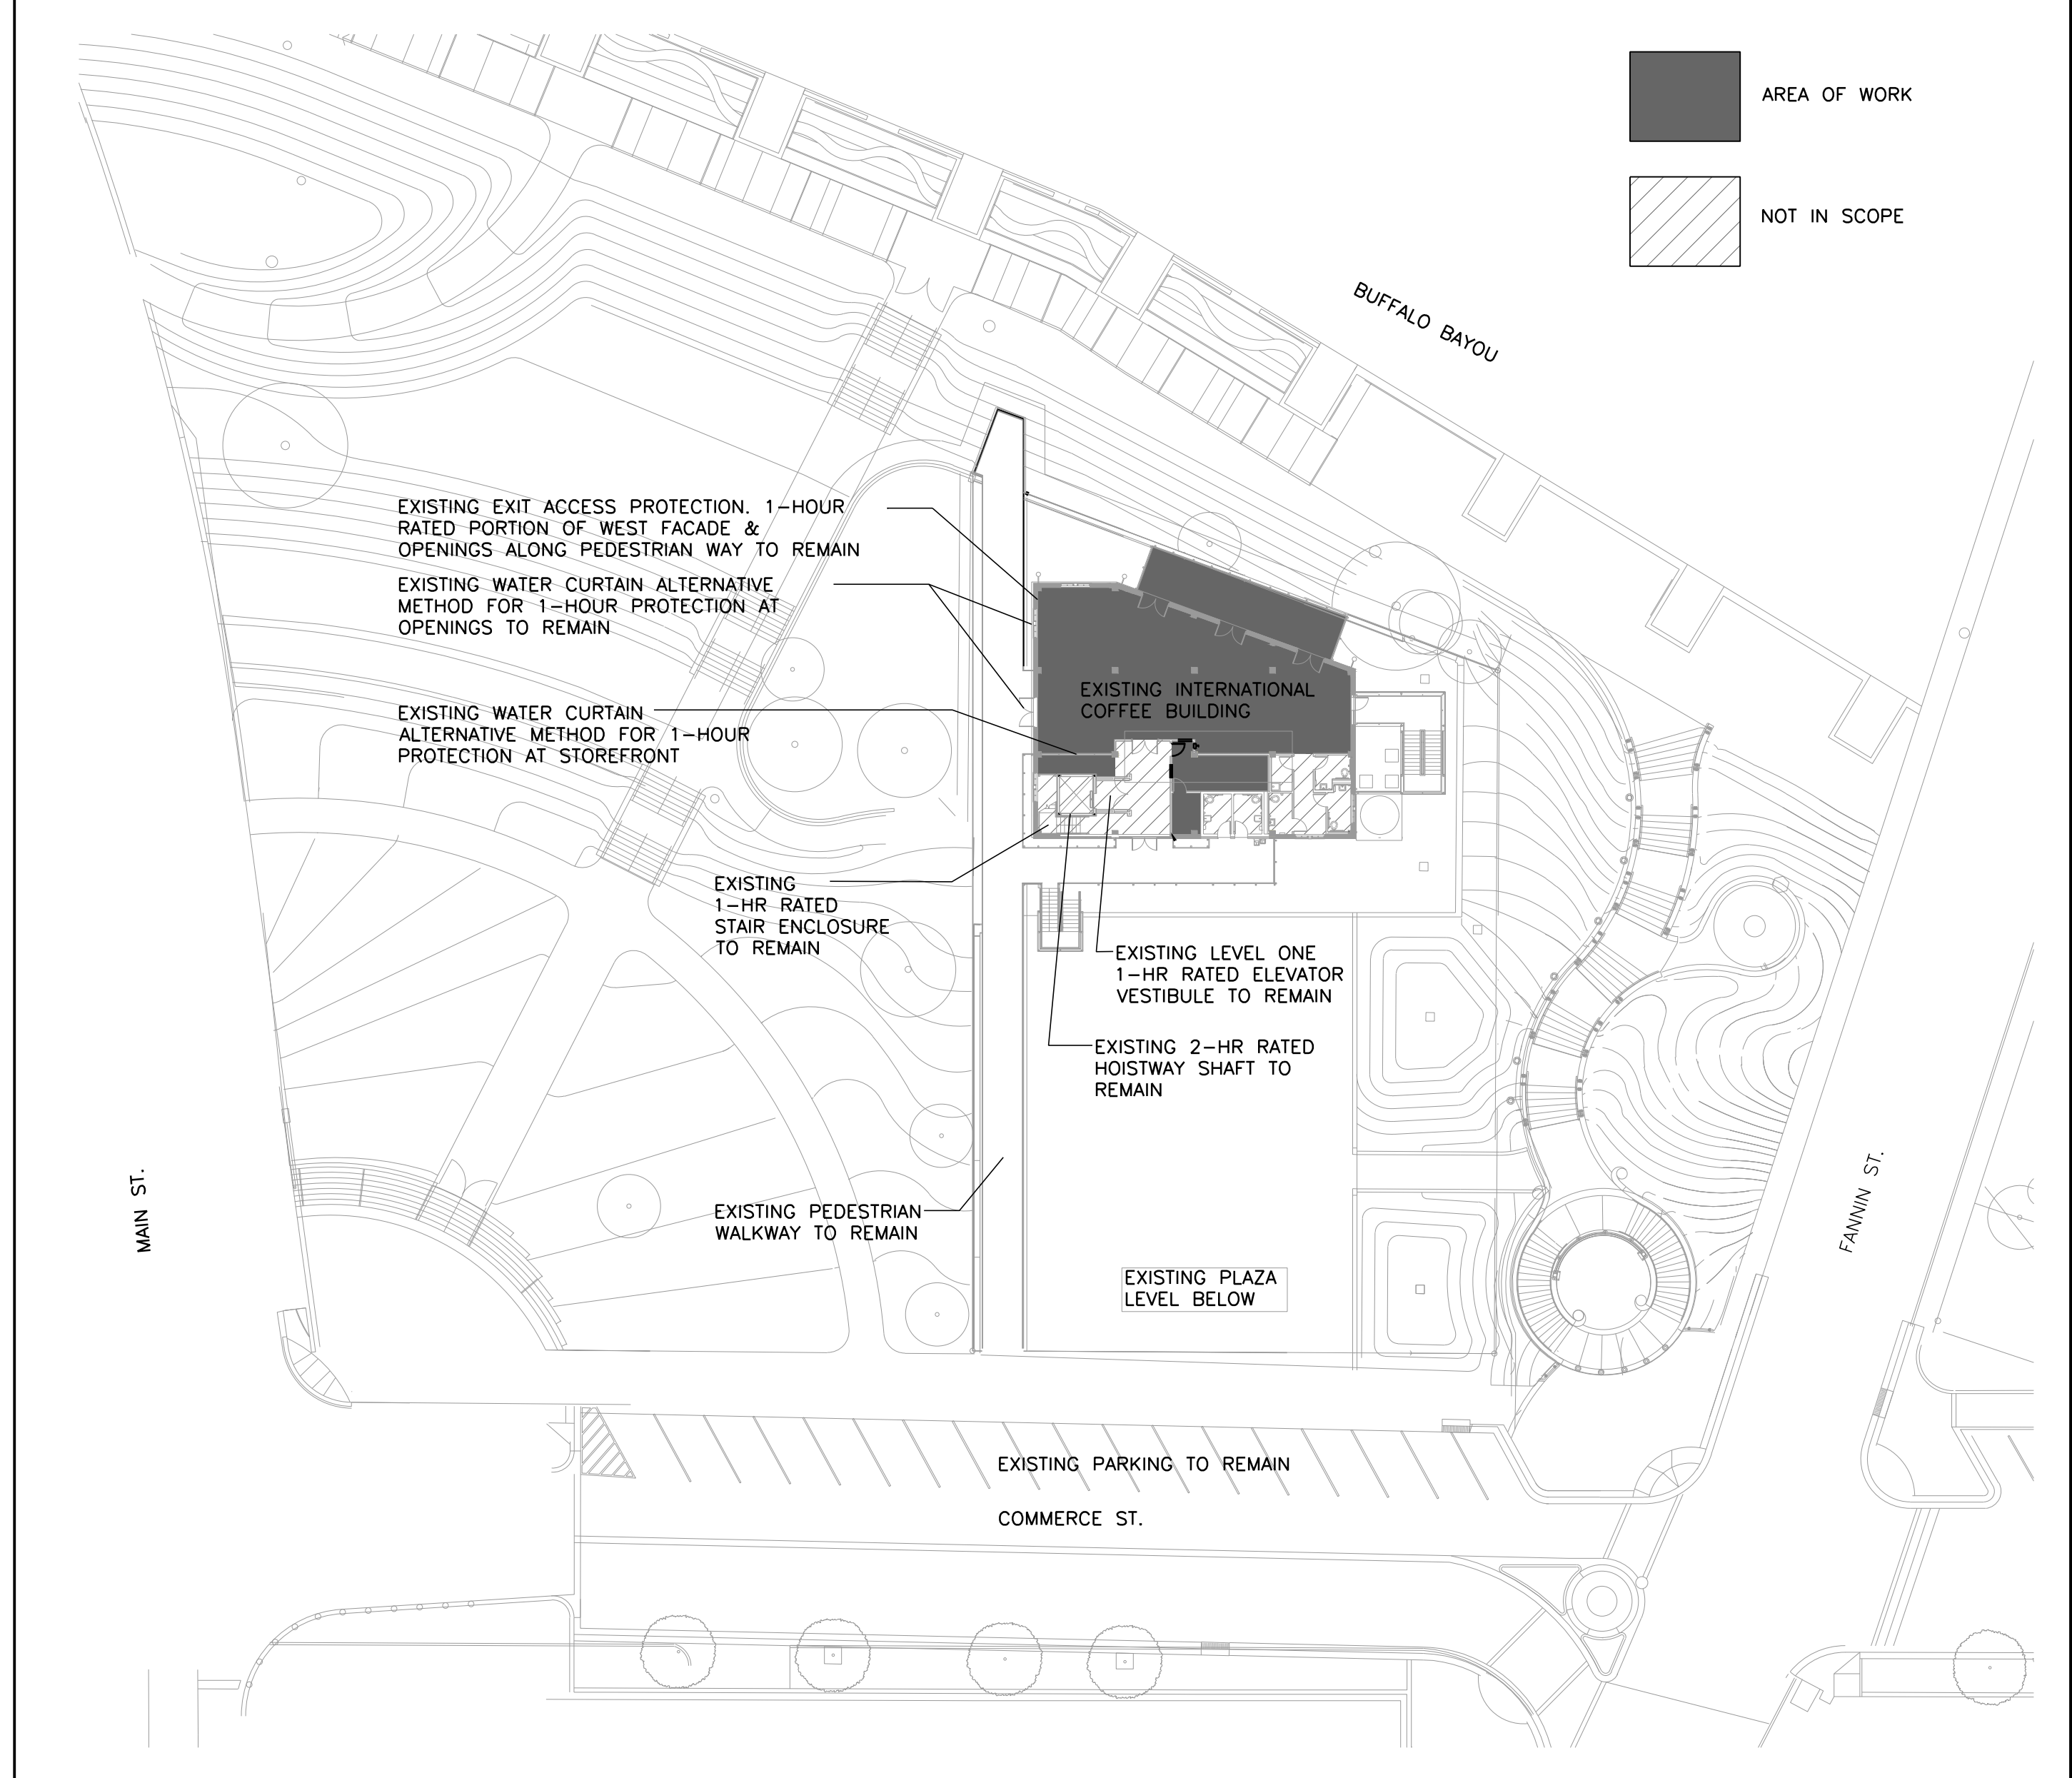 AREA OF WORK
NOT IN SCOPE
BUFFALO BAYOU
EXISTING EXIT ACCESS PROTECTION. 1-HOUR
RATED PORTION OF WEST FACADE &
OPENINGS ALONG PEDESTRIAN WAY TO REMAIN
EXISTING WATER CURTAIN ALTERNATIVE
METHOD FOR 1-HOUR PROTECTION AT
OPENINGS TO REMAIN
EXISTING INTERNATIONAL
COFFEE BUILDING
EXISTING WATER CURTAIN
ALTERNATIVE METHOD FOR 1-HOUR
PROTECTION AT STOREFRONT
EXISTING
1-HR RATED
STAIR ENCLOSURE
TO REMAIN
EXISTING LEVEL ONE
1-HR RATED ELEVATOR
VESTIBULE TO REMAIN
EXISTING 2-HR RATED
HOISTWAY SHAFT TO
REMAIN
MAIN ST.
FANNIN ST.
EXISTING PEDESTRIAN
WALKWAY TO REMAIN
EXISTING PLAZA
LEVEL BELOW
EXISTING PARKING TO REMAIN
COMMERCE ST.